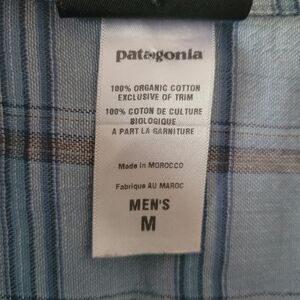 patagonia
100% ORGANIC COTTON
EXCLUSIVE OF TRIM
100% COTON DE CULTURE
BIOLOGIQUE
A PART LA GARNITURE
Made in MOROCCO
Fabrique AU MAROC
MEN'S
M